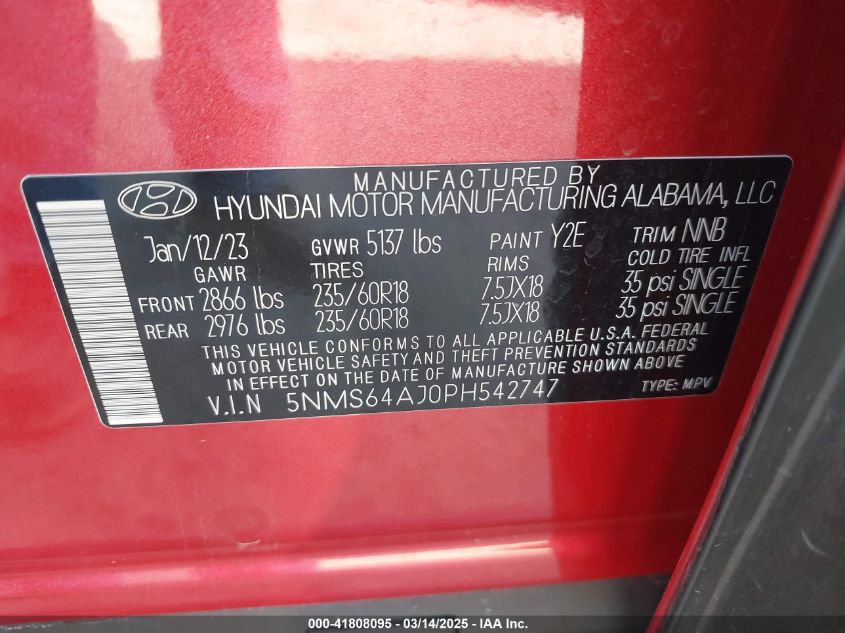 MANUFACTURED BY
HYUNDAI MOTOR MANUFACTURING ALABAMA, LLC
Jan/12/23 GVWR 5137 lbs PAINT Y2E TRIM NNB
GAWR TIRES RIMS COLD TIRE INFL
FRONT 2866 lbs 235/60R18 7.5JX18 35 psi SINGLE
REAR 2976 lbs 235/60R18 7.5JX18 35 psi SINGLE
THIS VEHICLE CONFORMS TO ALL APPLICABLE U.S.A. FEDERAL
MOTOR VEHICLE SAFETY AND THEFT PREVENTION STANDARDS
IN EFFECT ON THE DATE OF MANUFACTURE SHOWN ABOVE.
V.I.N 5NMS64AJ0PH542747 TYPE: MPV
000-41808095 - 03/14/2025 - IAA Inc.